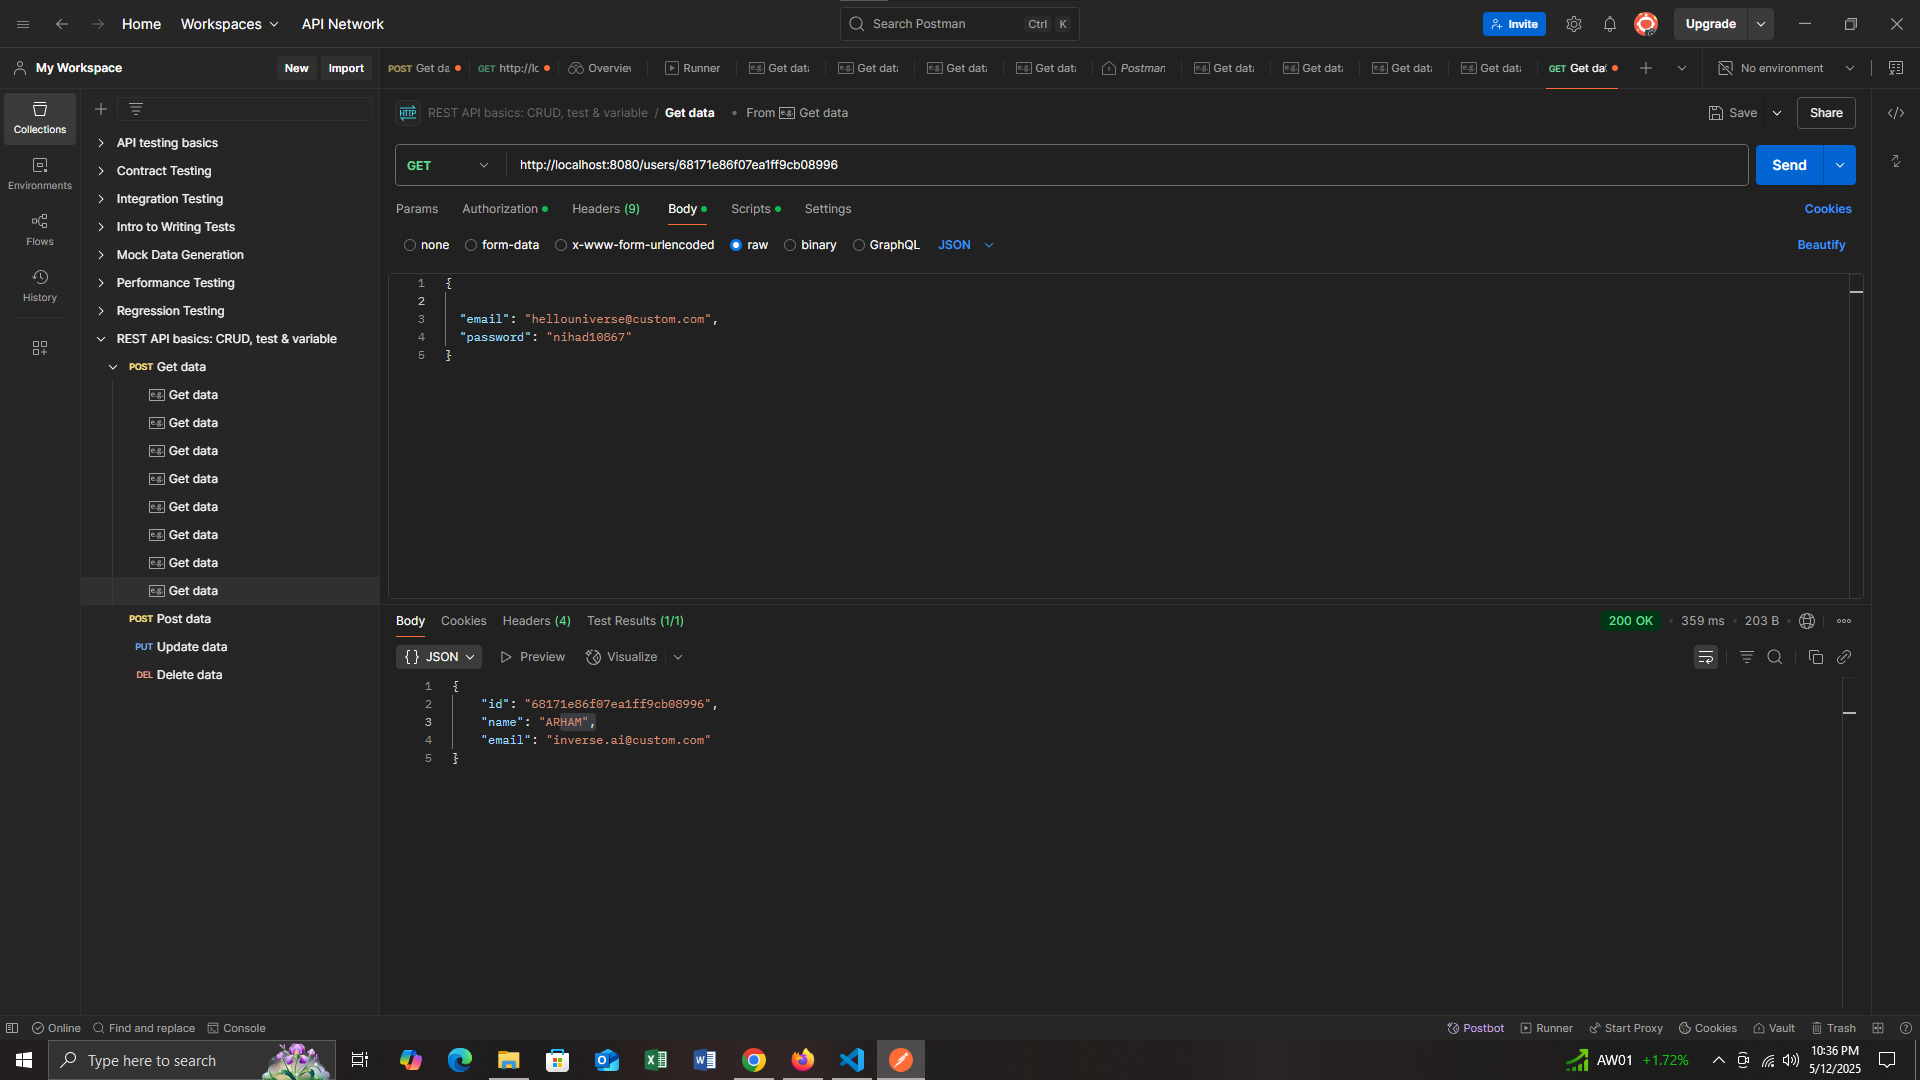 Home Workspaces API Network Search Postman Ctrl K Invite Upgrade
My Workspace New Import POST Get da GET http://lc Overview Runner Get dat Get dat Get dat Get dat Postman Get dat Get dat Get dat Get dat GET Get da No environment
Collections
Environments
Flows
History
API testing basics
Contract Testing
Integration Testing
Intro to Writing Tests
Mock Data Generation
Performance Testing
Regression Testing
REST API basics: CRUD, test & variable
POST Get data
e.g. Get data
e.g. Get data
e.g. Get data
e.g. Get data
e.g. Get data
e.g. Get data
e.g. Get data
e.g. Get data
POST Post data
PUT Update data
DEL Delete data
HTTP REST API basics: CRUD, test & variable / Get data • From e.g. Get data Save Share
GET http://localhost:8080/users/68171e86f07ea1ff9cb08996 Send
Params Authorization Headers (9) Body Scripts Settings Cookies
none form-data x-www-form-urlencoded raw binary GraphQL JSON Beautify
1 {
2
3 "email": "hellouniverse@custom.com",
4 "password": "nihad10867"
5 }
Body Cookies Headers (4) Test Results (1/1) 200 OK • 359 ms • 203 B
{} JSON Preview Visualize
1 {
2 "id": "68171e86f07ea1ff9cb08996",
3 "name": "ARHAM",
4 "email": "inverse.ai@custom.com"
5 }
Online Find and replace Console Postbot Runner Start Proxy Cookies Vault Trash
Type here to search AW01 +1.72% 10:36 PM
5/12/2025